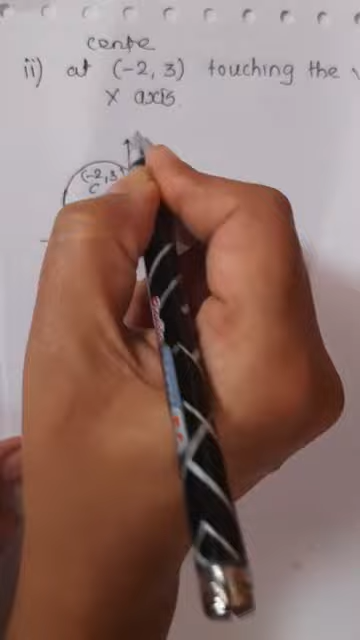 centre
ii) at (-2, 3) touching the
X axis.
(-2, 3)
C